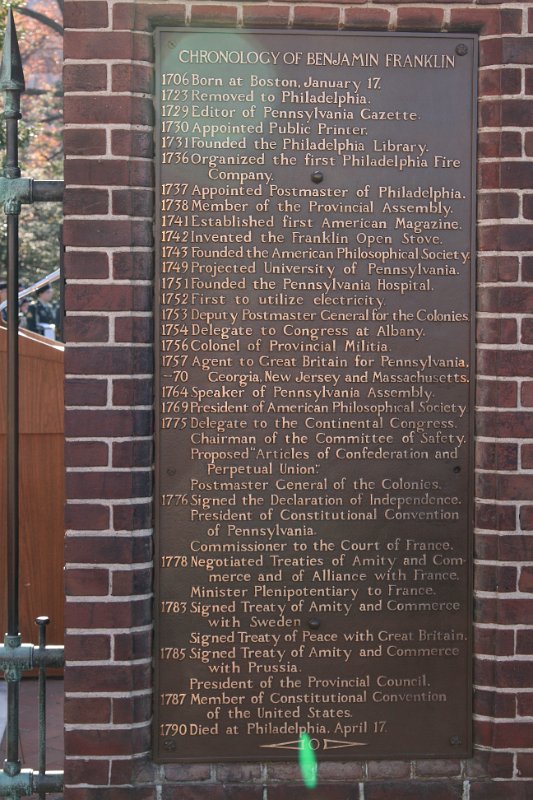 CHRONOLOGY OF BENJAMIN FRANKLIN
1706 Born at Boston, January 17.
1723 Removed to Philadelphia.
1729 Editor of Pennsylvania Gazette.
1730 Appointed Public Printer.
1731 Founded the Philadelphia Library.
1736 Organized the first Philadelphia Fire
Company.
1737 Appointed Postmaster of Philadelphia.
1738 Member of the Provincial Assembly.
1741 Established first American Magazine.
1742 Invented the Franklin Open Stove.
1743 Founded the American Philosophical Society.
1749 Projected University of Pennsylvania.
1751 Founded the Pennsylvania Hospital.
1752 First to utilize electricity.
1753 Deputy Postmaster General for the Colonies.
1754 Delegate to Congress at Albany.
1756 Colonel of Provincial Militia.
1757 Agent to Great Britain for Pennsylvania,
-70 Georgia, New Jersey and Massachusetts.
1764 Speaker of Pennsylvania Assembly.
1769 President of American Philosophical Society
1775 Delegate to the Continental Congress.
Chairman of the Committee of Safety.
Proposed "Articles of Confederation and
Perpetual Union".
Postmaster General of the Colonies.
1776 Signed the Declaration of Independence.
President of Constitutional Convention
of Pennsylvania.
Commissioner to the Court of France.
1778 Negotiated Treaties of Amity and Com-
merce and of Alliance with France.
Minister Plenipotentiary to France.
1783 Signed Treaty of Amity and Commerce
with Sweden
Signed Treaty of Peace with Great Britain.
1785 Signed Treaty of Amity and Commerce
with Prussia.
President of the Provincial Council.
1787 Member of Constitutional Convention
of the United States.
1790 Died at Philadelphia, April 17.